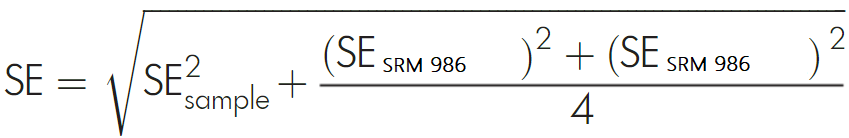 SE = √SE²sample + (SE SRM 986 )² + (SE SRM 986 )²
4